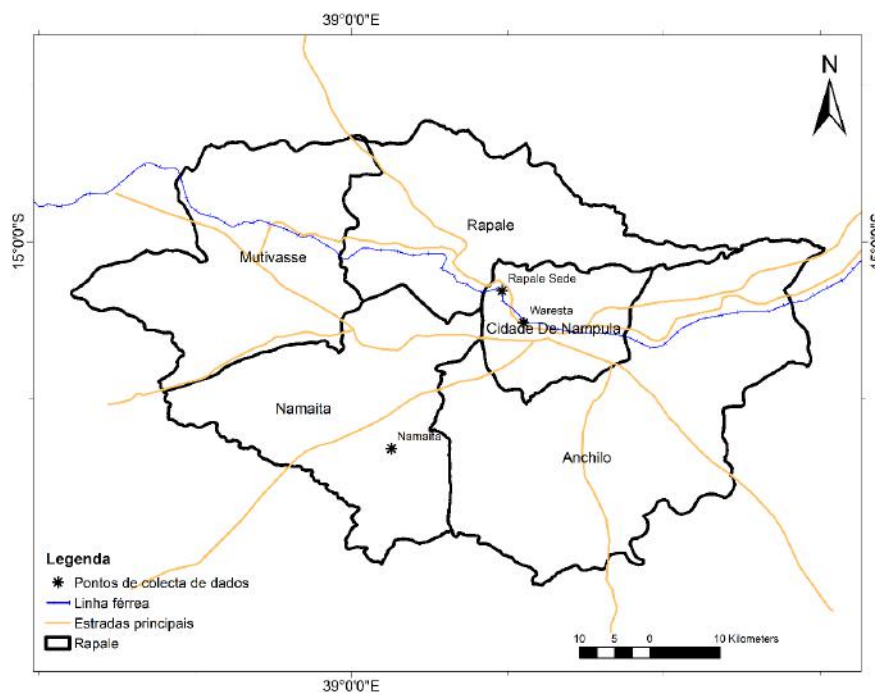 39°0'0"E
N
Rapale
15°0'0"S
Mutivasse
15°0'0"S
Rapale Sede
Waresta
Cidade De Nampula
Namaita
Namaita
Anchilo
Legenda
Pontos de colecta de dados
Linha férrea
Estradas principais
Rapale
10 5 0 10 Kilometers
39°0'0"E